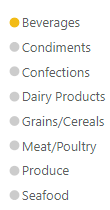 Beverages
Condiments
Confections
Dairy Products
Grains/Cereals
Meat/Poultry
Produce
Seafood